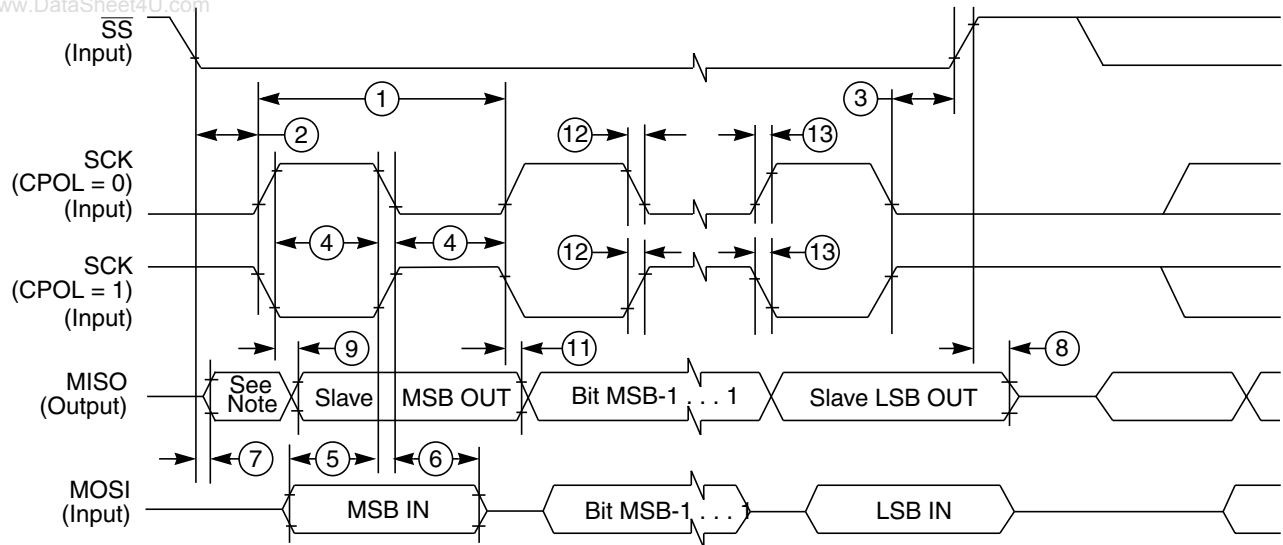 www.DataSheet4U.com
SS
(Input)
1
3
2
12
13
SCK
(CPOL = 0)
(Input)
4
4
12
13
SCK
(CPOL = 1)
(Input)
9
11
8
MISO
(Output)
See
Note
Slave
MSB OUT
Bit MSB-1 . . . 1
Slave LSB OUT
7
5
6
MOSI
(Input)
MSB IN
Bit MSB-1 . . . 1
LSB IN